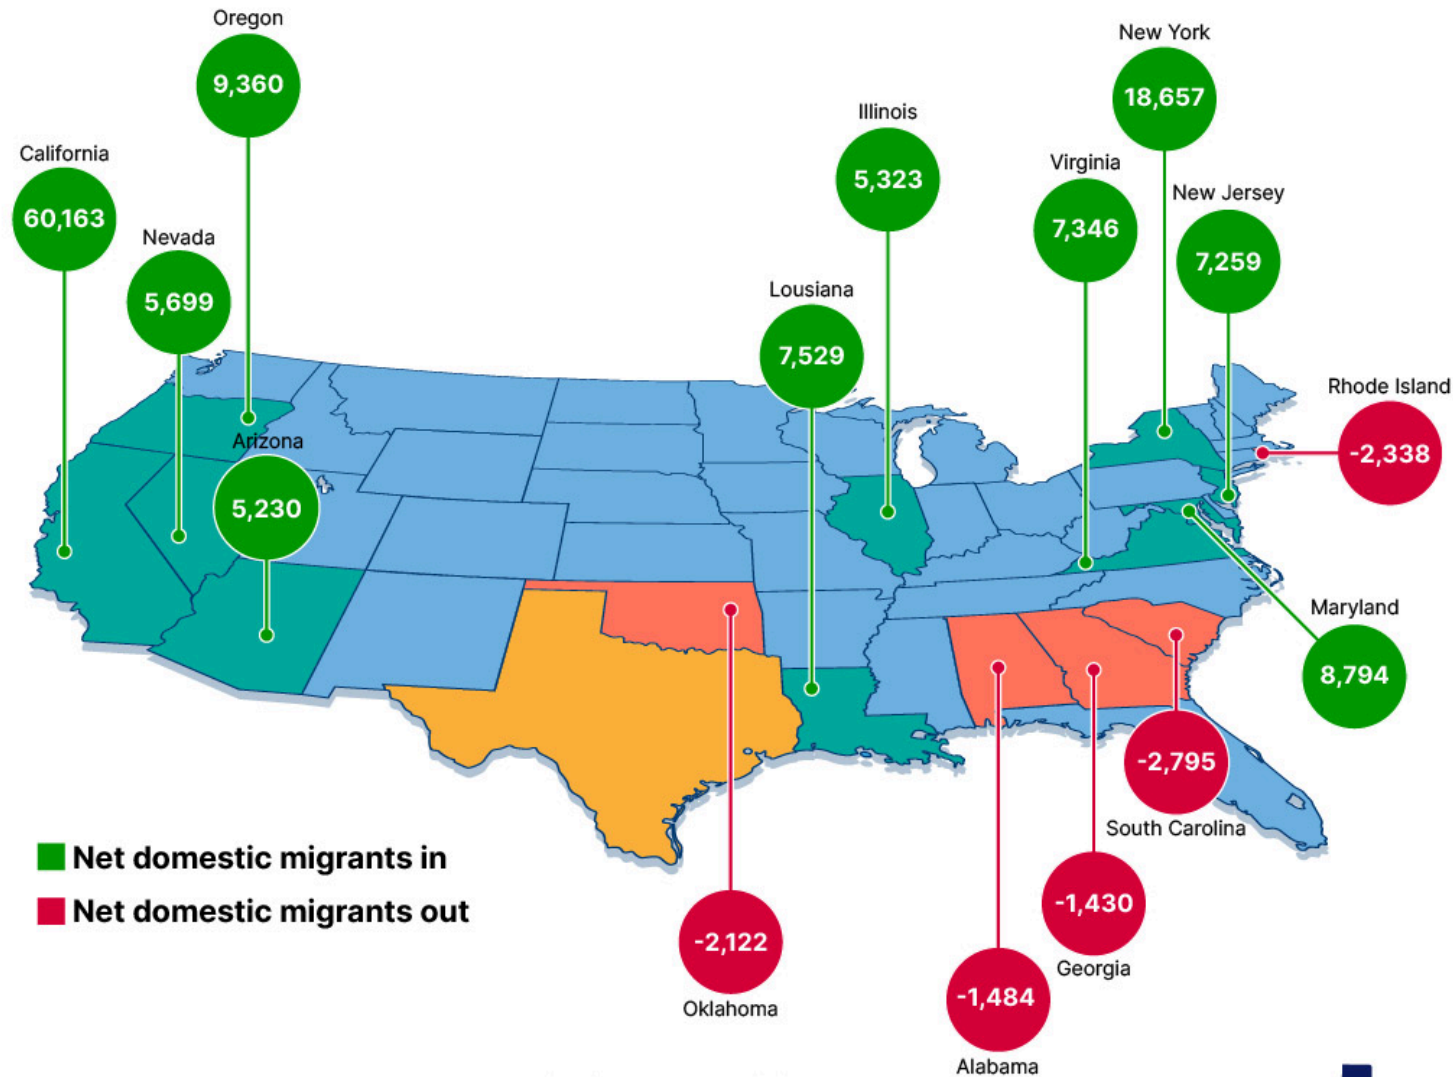 Oregon
9,360
New York
18,657
Illinois
5,323
California
60,163
Virginia
7,346
New Jersey
7,259
Nevada
5,699
Lousiana
7,529
Rhode Island
-2,338
Arizona
5,230
Maryland
8,794
-2,795
South Carolina
Net domestic migrants in
Net domestic migrants out
-2,122
Oklahoma
-1,430
Georgia
-1,484
Alabama